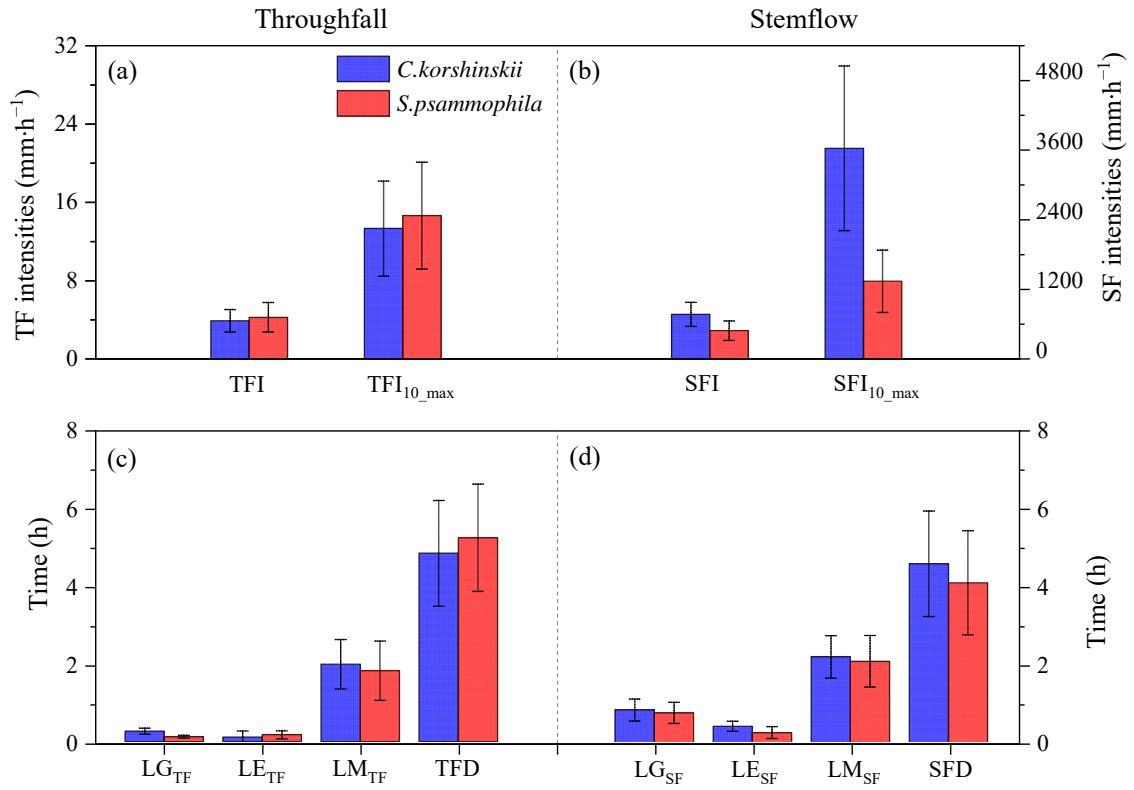 Throughfall
Stemflow
(a)
C.korshinskii
S.psammophila
32
24
16
8
0
TF intensities (mm·h⁻¹)
TFI
TFI10_max
(b)
4800
3600
2400
1200
0
SF intensities (mm·h⁻¹)
SFI
SFI10_max
(c)
8
6
4
2
0
Time (h)
LGTF
LETF
LMTF
TFD
(d)
8
6
4
2
0
Time (h)
LGSF
LESF
LMSF
SFD